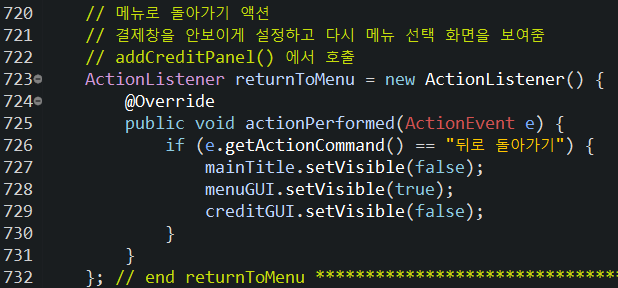 720 // 메뉴로 돌아가기 액션
721 // 결제창을 안보이게 설정하고 다시 메뉴 선택 화면을 보여줌
722 // addCreditPanel() 에서 호출
723 ActionListener returnToMenu = new ActionListener() {
724 @Override
725 public void actionPerformed(ActionEvent e) {
726 if (e.getActionCommand() == "뒤로 돌아가기") {
727 mainTitle.setVisible(false);
728 menuGUI.setVisible(true);
729 creditGUI.setVisible(false);
730 }
731 }
732 }; // end returnToMenu *******************************